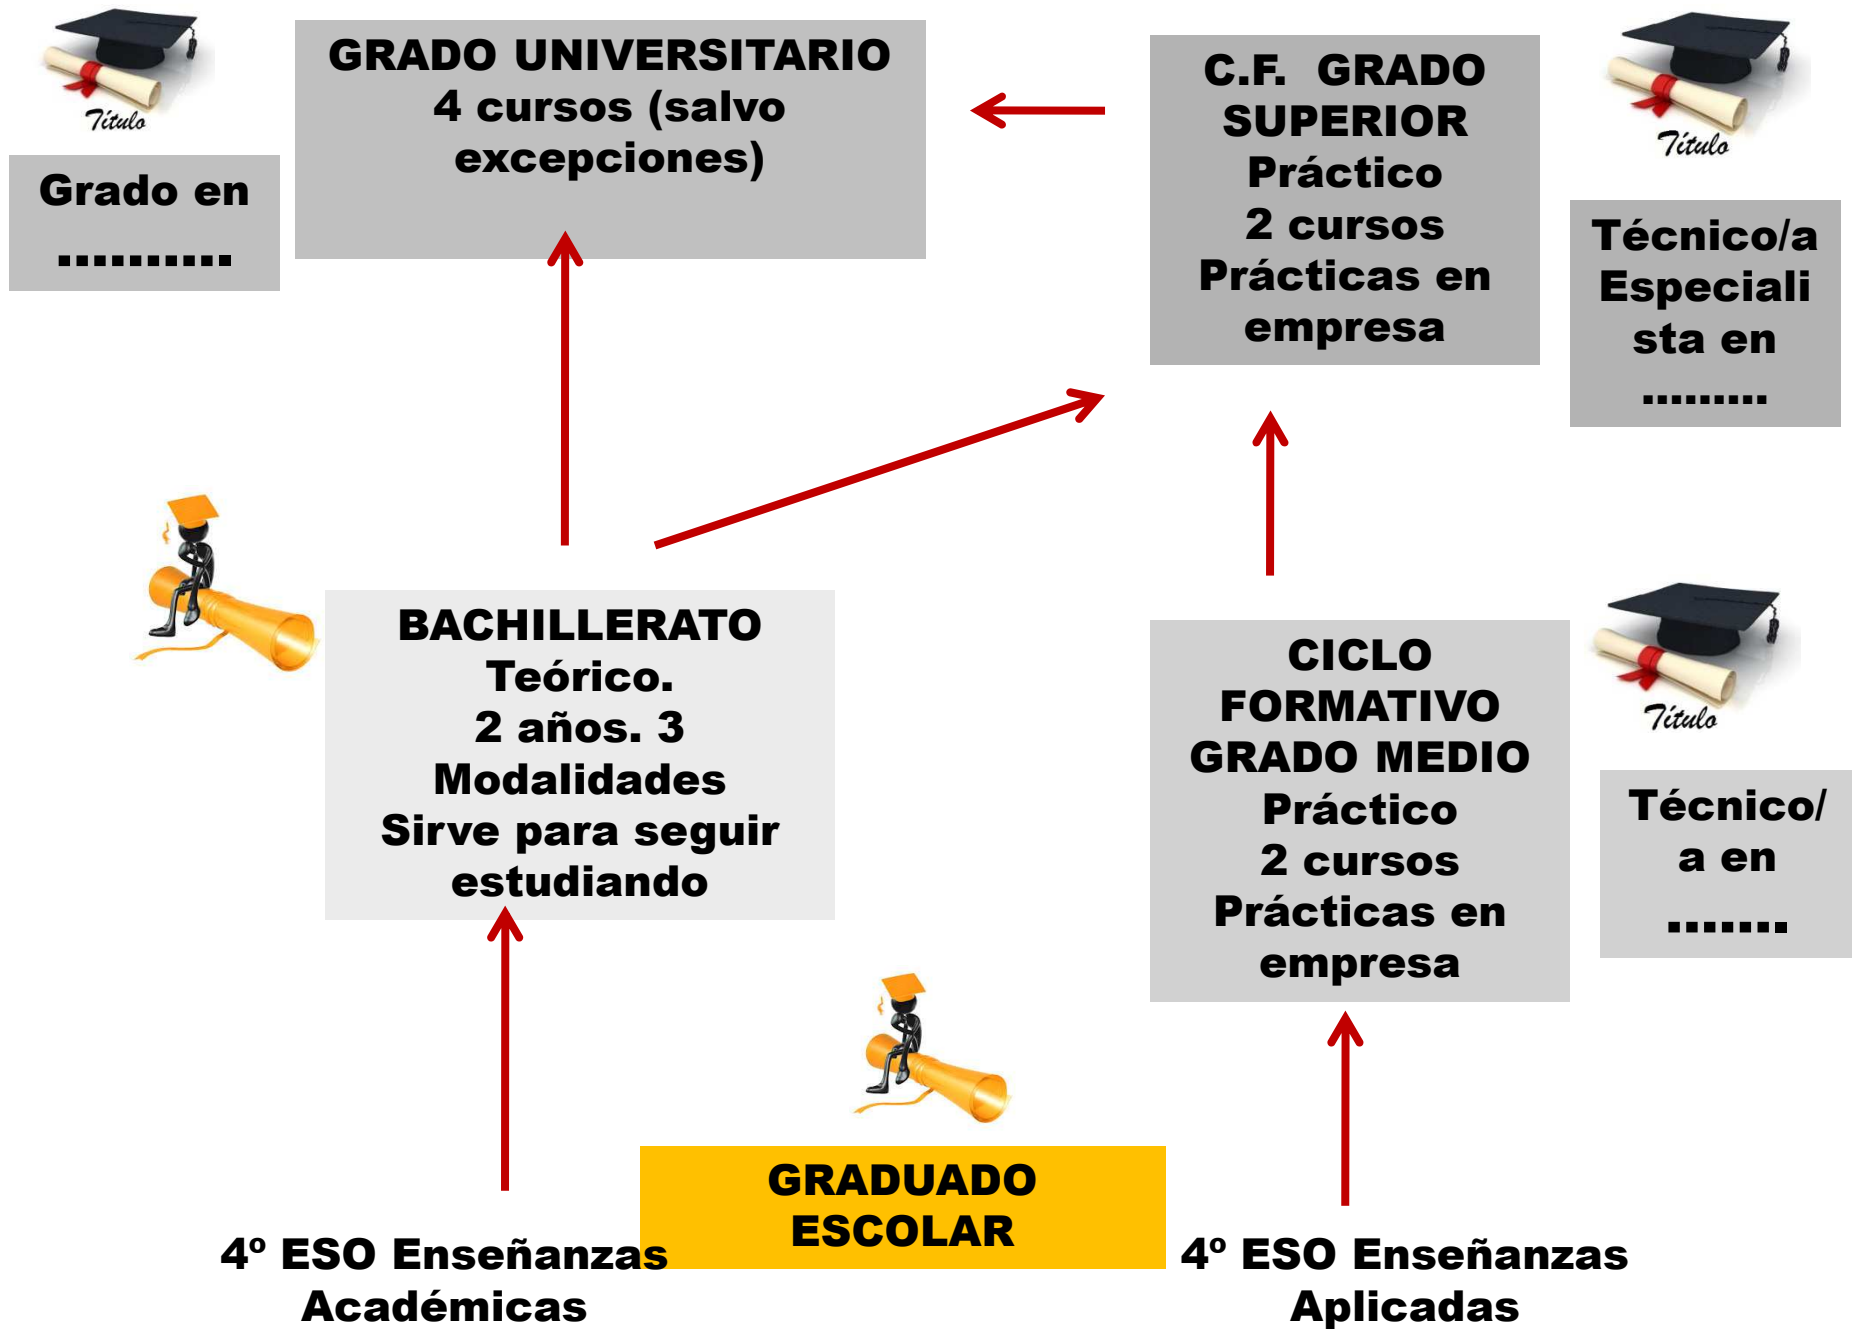 Título
Grado en
..........
GRADO UNIVERSITARIO
4 cursos (salvo
excepciones)
C.F.  GRADO
SUPERIOR
Práctico
2 cursos
Prácticas en
empresa
Título
Técnico/a
Especiali
sta en
.........
BACHILLERATO
Teórico.
2 años. 3
Modalidades
Sirve para seguir
estudiando
CICLO
FORMATIVO
GRADO MEDIO
Práctico
2 cursos
Prácticas en
empresa
Título
Técnico/
a en
.......
GRADUADO
ESCOLAR
4º ESO Enseñanzas
Académicas
4º ESO Enseñanzas
Aplicadas